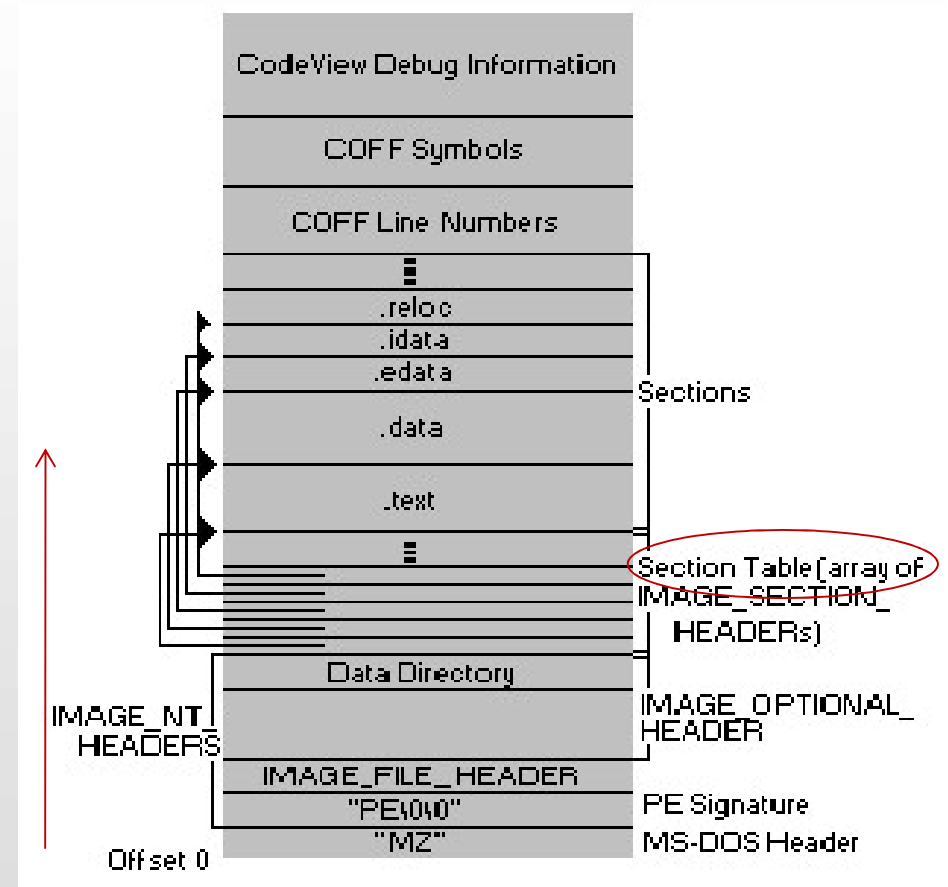 CodeView Debug Information
COFF Symbols
COFF Line Numbers
.reloc
.idata
.edata
Sections
.data
.text
Section Table (array of
IMAGE_SECTION_
HEADERs)
Data Directory
IMAGE_NT_
HEADERS
IMAGE_OPTIONAL_
HEADER
IMAGE_FILE_HEADER
"PE\0\0"
PE Signature
"MZ"
MS-DOS Header
Offset 0